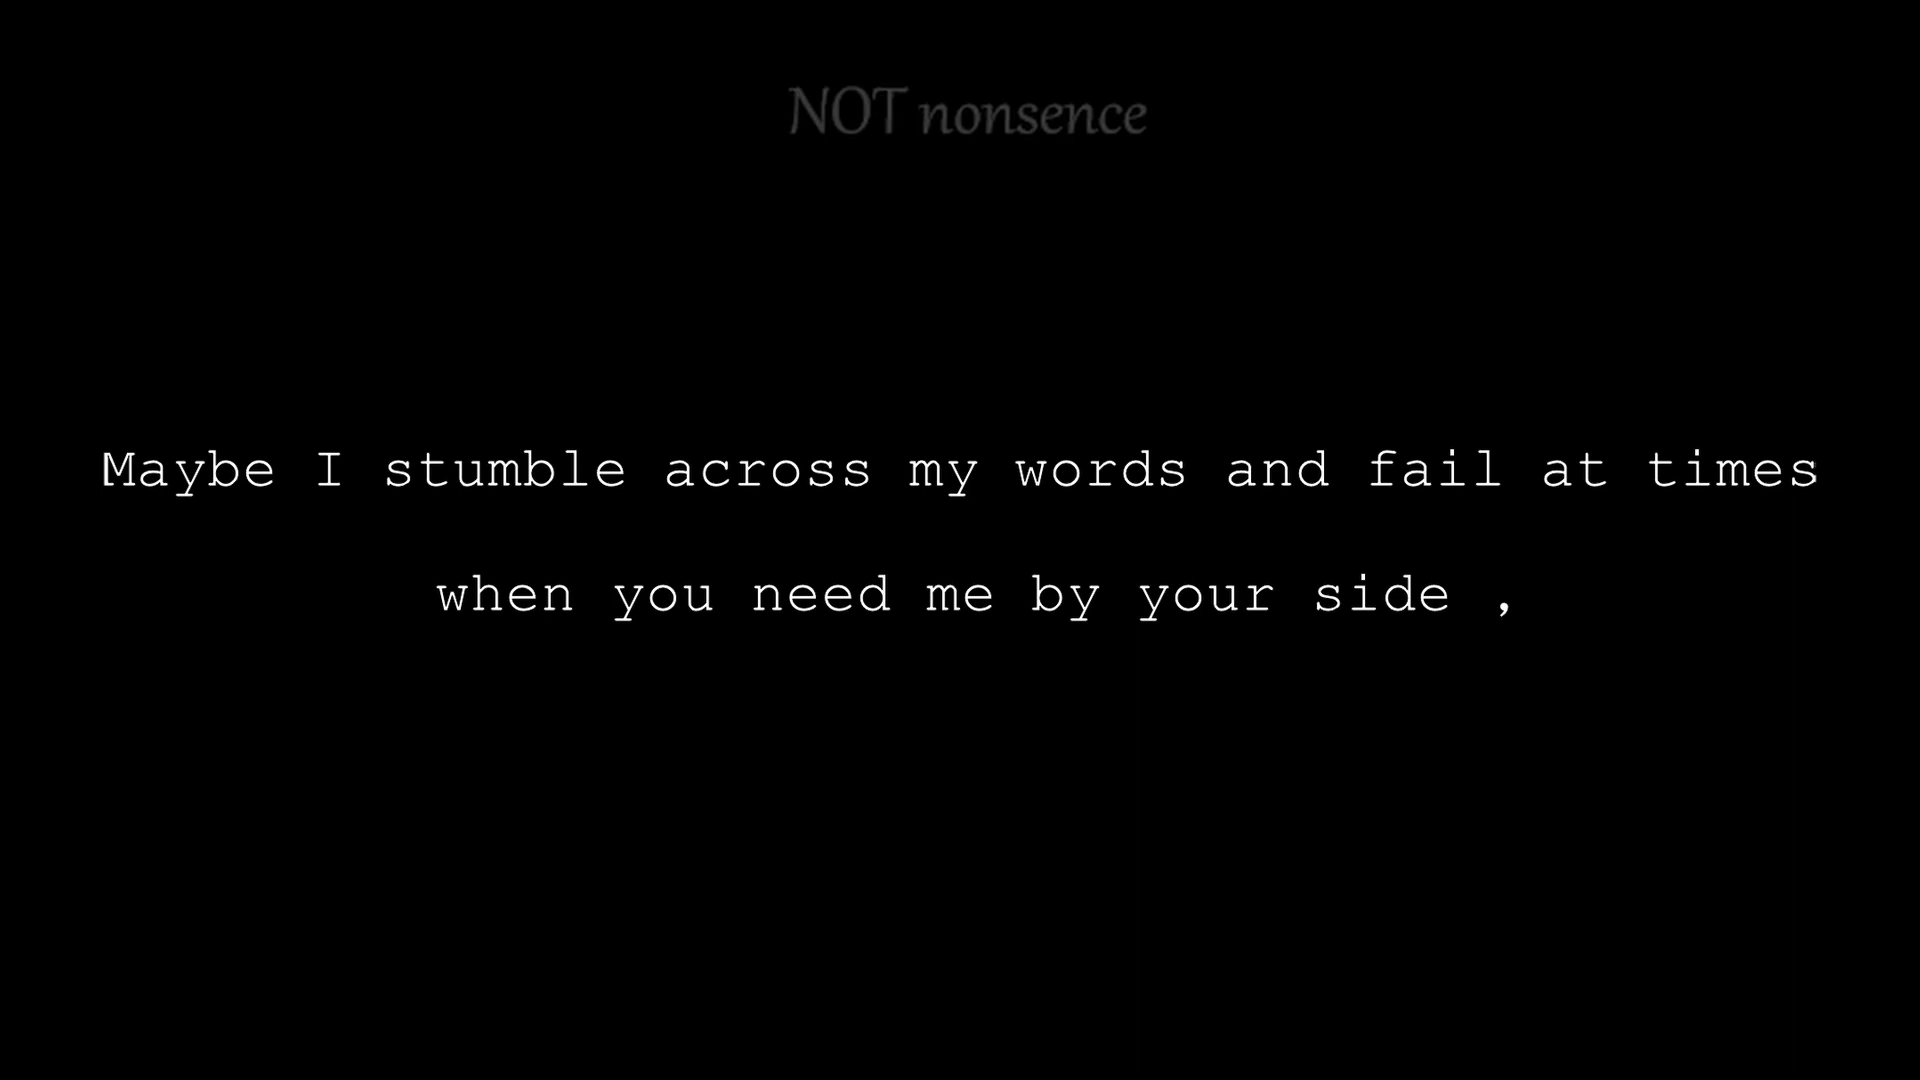 NOT nonsence
Maybe I stumble across my words and fail at times
when you need me by your side ,